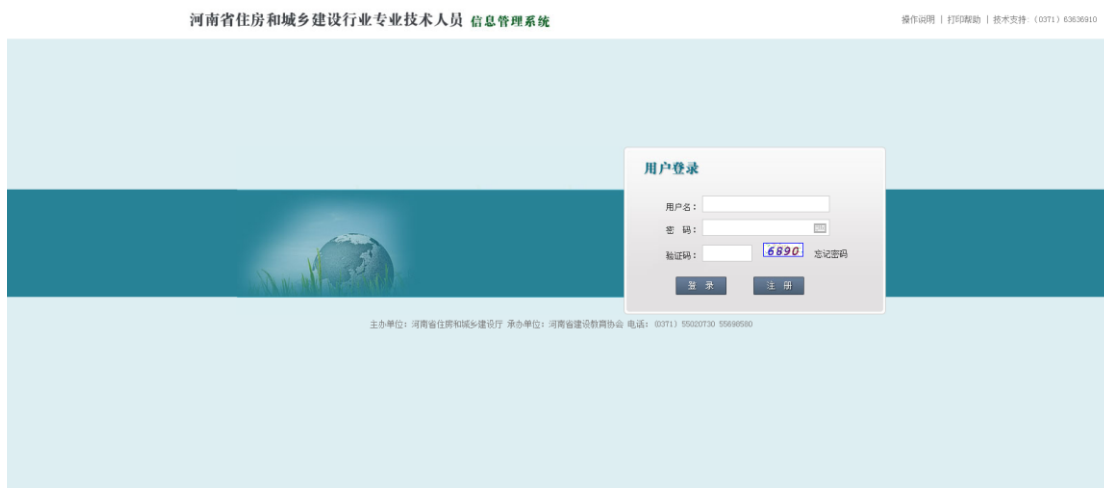 河南省住房和城乡建设行业专业技术人员 信息管理系统
操作说明 | 打印帮助 | 技术支持:(0371)63636910
用户登录
用户名:
密 码:
验证码: 6890 忘记密码
登 录 注 册
主办单位:河南省住房和城乡建设厅 承办单位:河南省建设教育协会 电话:(0371)55020730 55698580